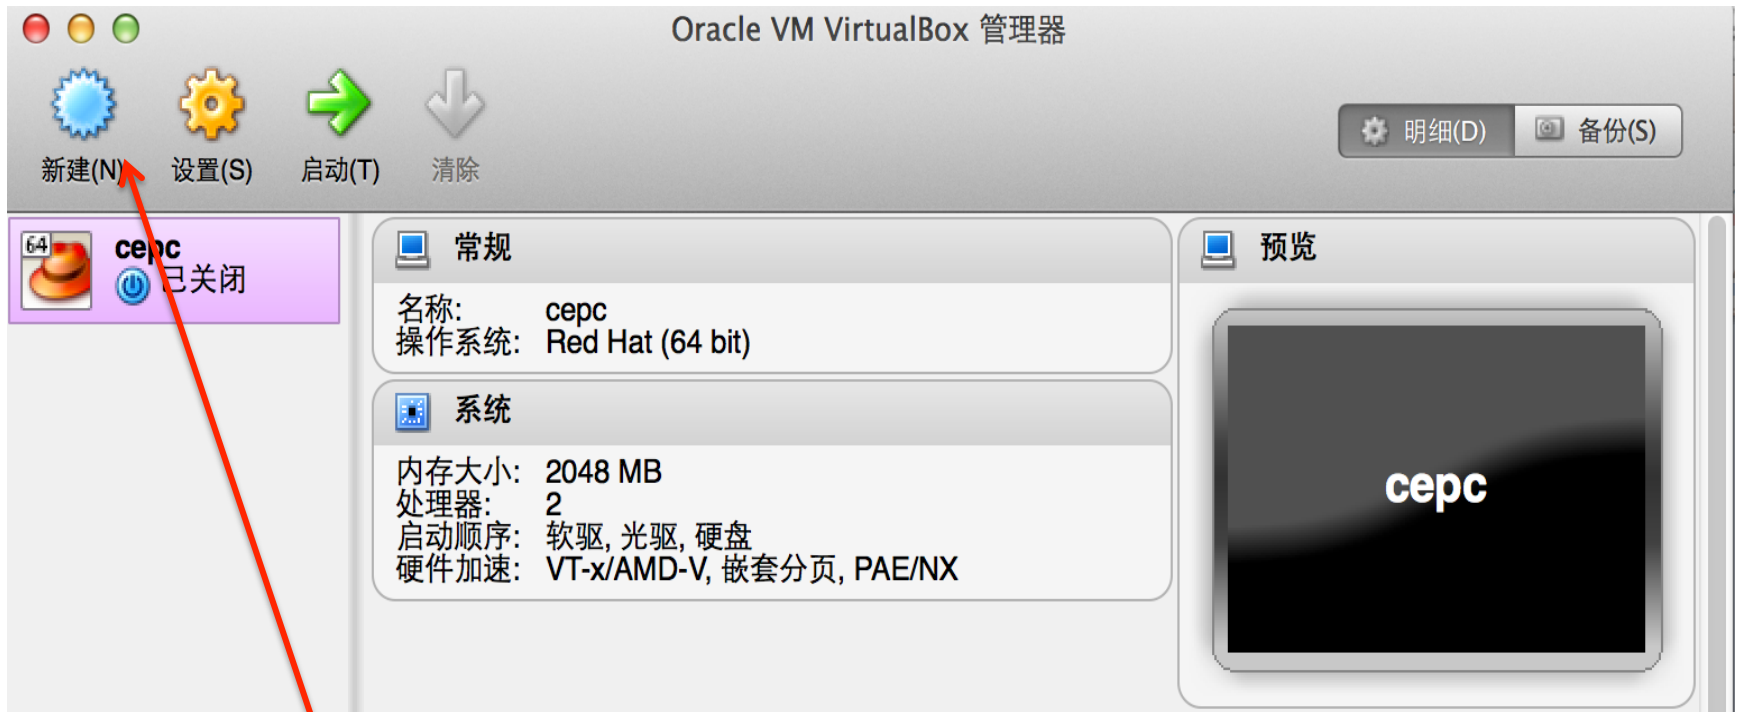 Oracle VM VirtualBox 管理器
新建(N) 设置(S) 启动(T) 清除
明细(D) 备份(S)
64
cepc
已关闭
常规
名称: cepc
操作系统: Red Hat (64 bit)
系统
内存大小: 2048 MB
处理器: 2
启动顺序: 软驱, 光驱, 硬盘
硬件加速: VT-x/AMD-V, 嵌套分页, PAE/NX
预览
cepc